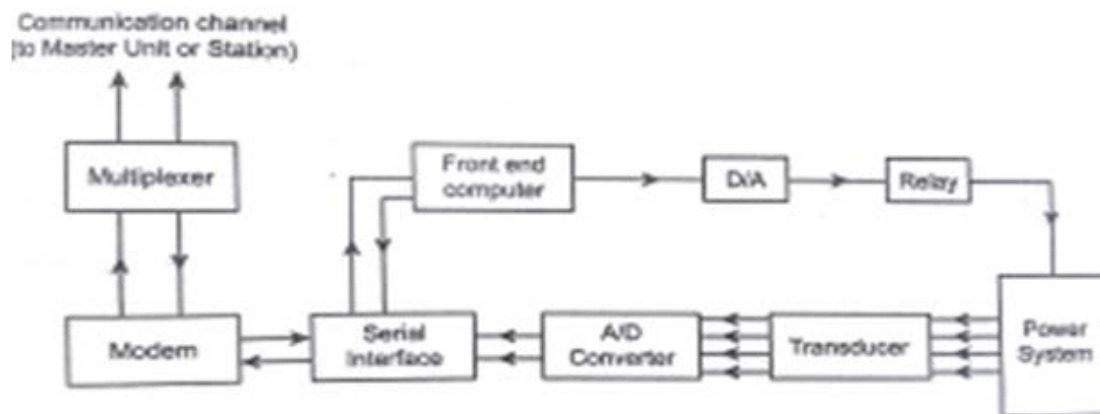 Communication channel
(to Master Unit or Station)
Multiplexer
Front end
computer
D/A
Relay
Modem
Serial
Interface
A/D
Converter
Transducer
Power
System